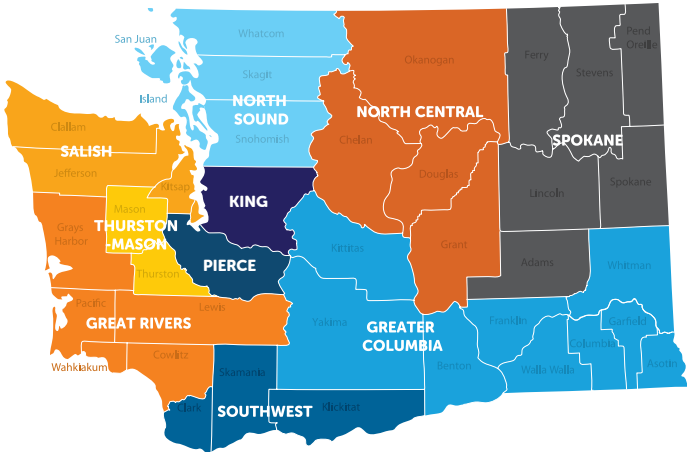 San Juan
Whatcom
Pend
Oreille
Okanogan
Ferry
Stevens
Skagit
Island
NORTH
SOUND
NORTH CENTRAL
Clallam
Snohomish
Chelan
SPOKANE
SALISH
Jefferson
Kitsap
Douglas
Spokane
Lincoln
KING
Mason
Grays
Harbor
THURSTON
-MASON
Kittitas
Grant
PIERCE
Adams
Whitman
Thurston
Pacific
Lewis
GREAT RIVERS
Yakima
GREATER
COLUMBIA
Franklin
Garfield
Columbia
Wahkiakum
Cowlitz
Skamania
Benton
Walla Walla
Asotin
Clark
SOUTHWEST
Klickitat